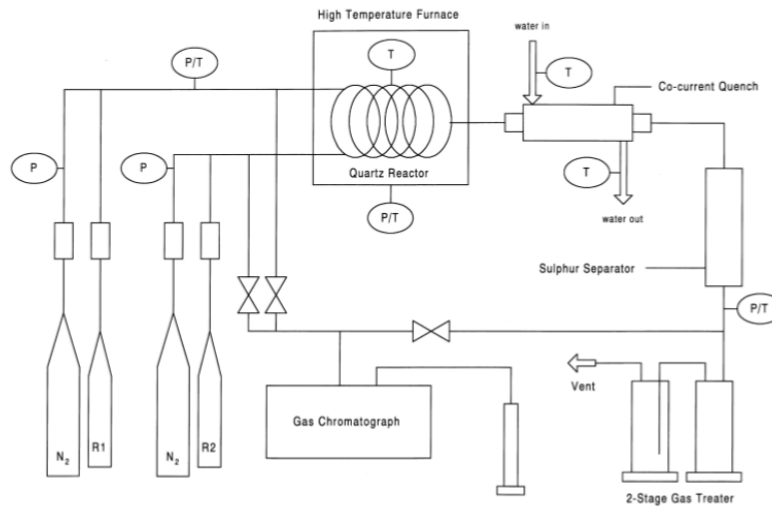 High Temperature Furnace
water in
P/T
T
T
Co-current Quench
P
P
Quartz Reactor
T
P/T
water out
Sulphur Separator
P/T
Vent
Gas Chromatograph
N2
R1
N2
R2
2-Stage Gas Treater